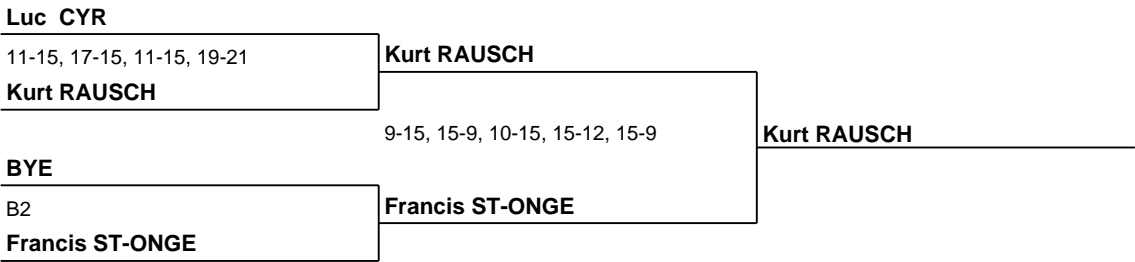 Luc  CYR
11-15, 17-15, 11-15, 19-21
Kurt RAUSCH
Kurt RAUSCH
9-15, 15-9, 10-15, 15-12, 15-9
Kurt RAUSCH
BYE
B2
Francis ST-ONGE
Francis ST-ONGE